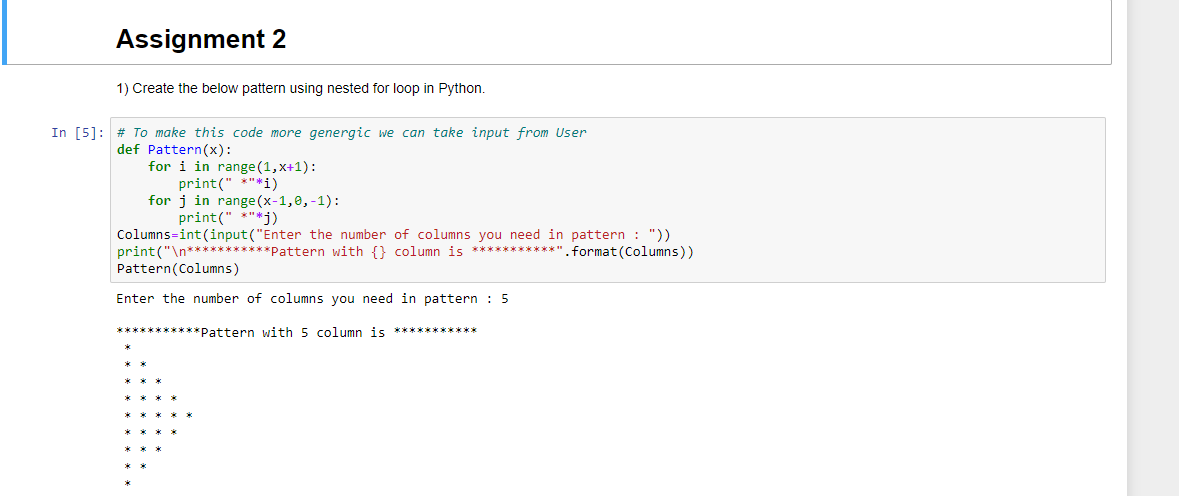 Assignment 2
1) Create the below pattern using nested for loop in Python.
In [5]: # To make this code more genergic we can take input from User
def Pattern(x):
    for i in range(1,x+1):
        print(" *"*i)
    for j in range(x-1,0,-1):
        print(" *"*j)
Columns=int(input("Enter the number of columns you need in pattern : "))
print("\n***********Pattern with {} column is ***********".format(Columns))
Pattern(Columns)
Enter the number of columns you need in pattern : 5
***********Pattern with 5 column is ***********
 *
 * *
 * * *
 * * * *
 * * * * *
 * * * *
 * * *
 * *
 *